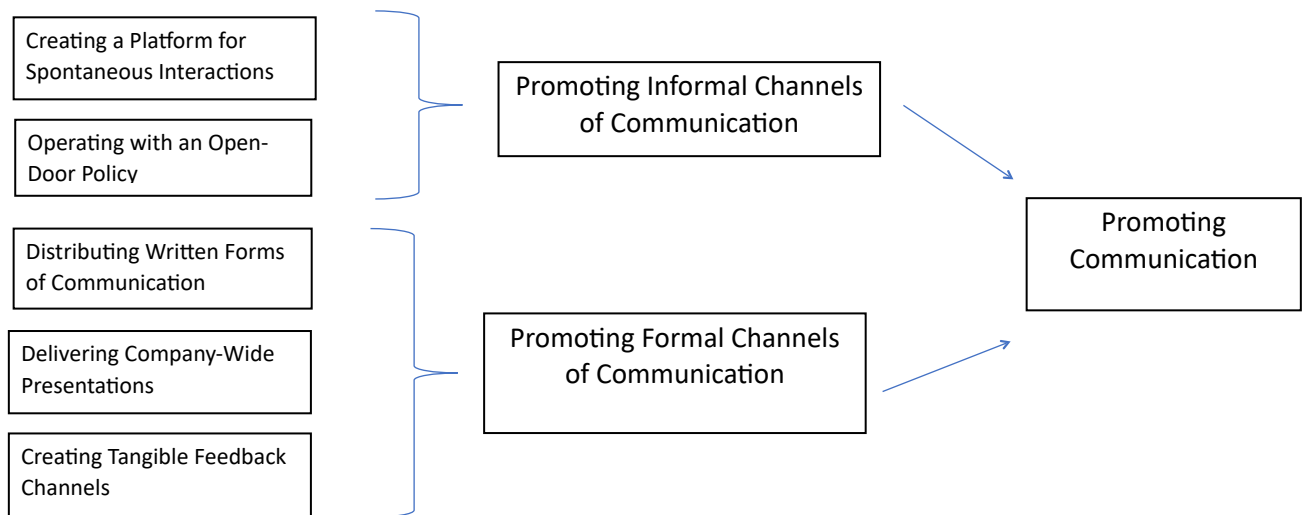 Creating a Platform for
Spontaneous Interactions
Operating with an Open-
Door Policy
Distributing Written Forms
of Communication
Delivering Company-Wide
Presentations
Creating Tangible Feedback
Channels
Promoting Informal Channels
of Communication
Promoting Formal Channels
of Communication
Promoting
Communication